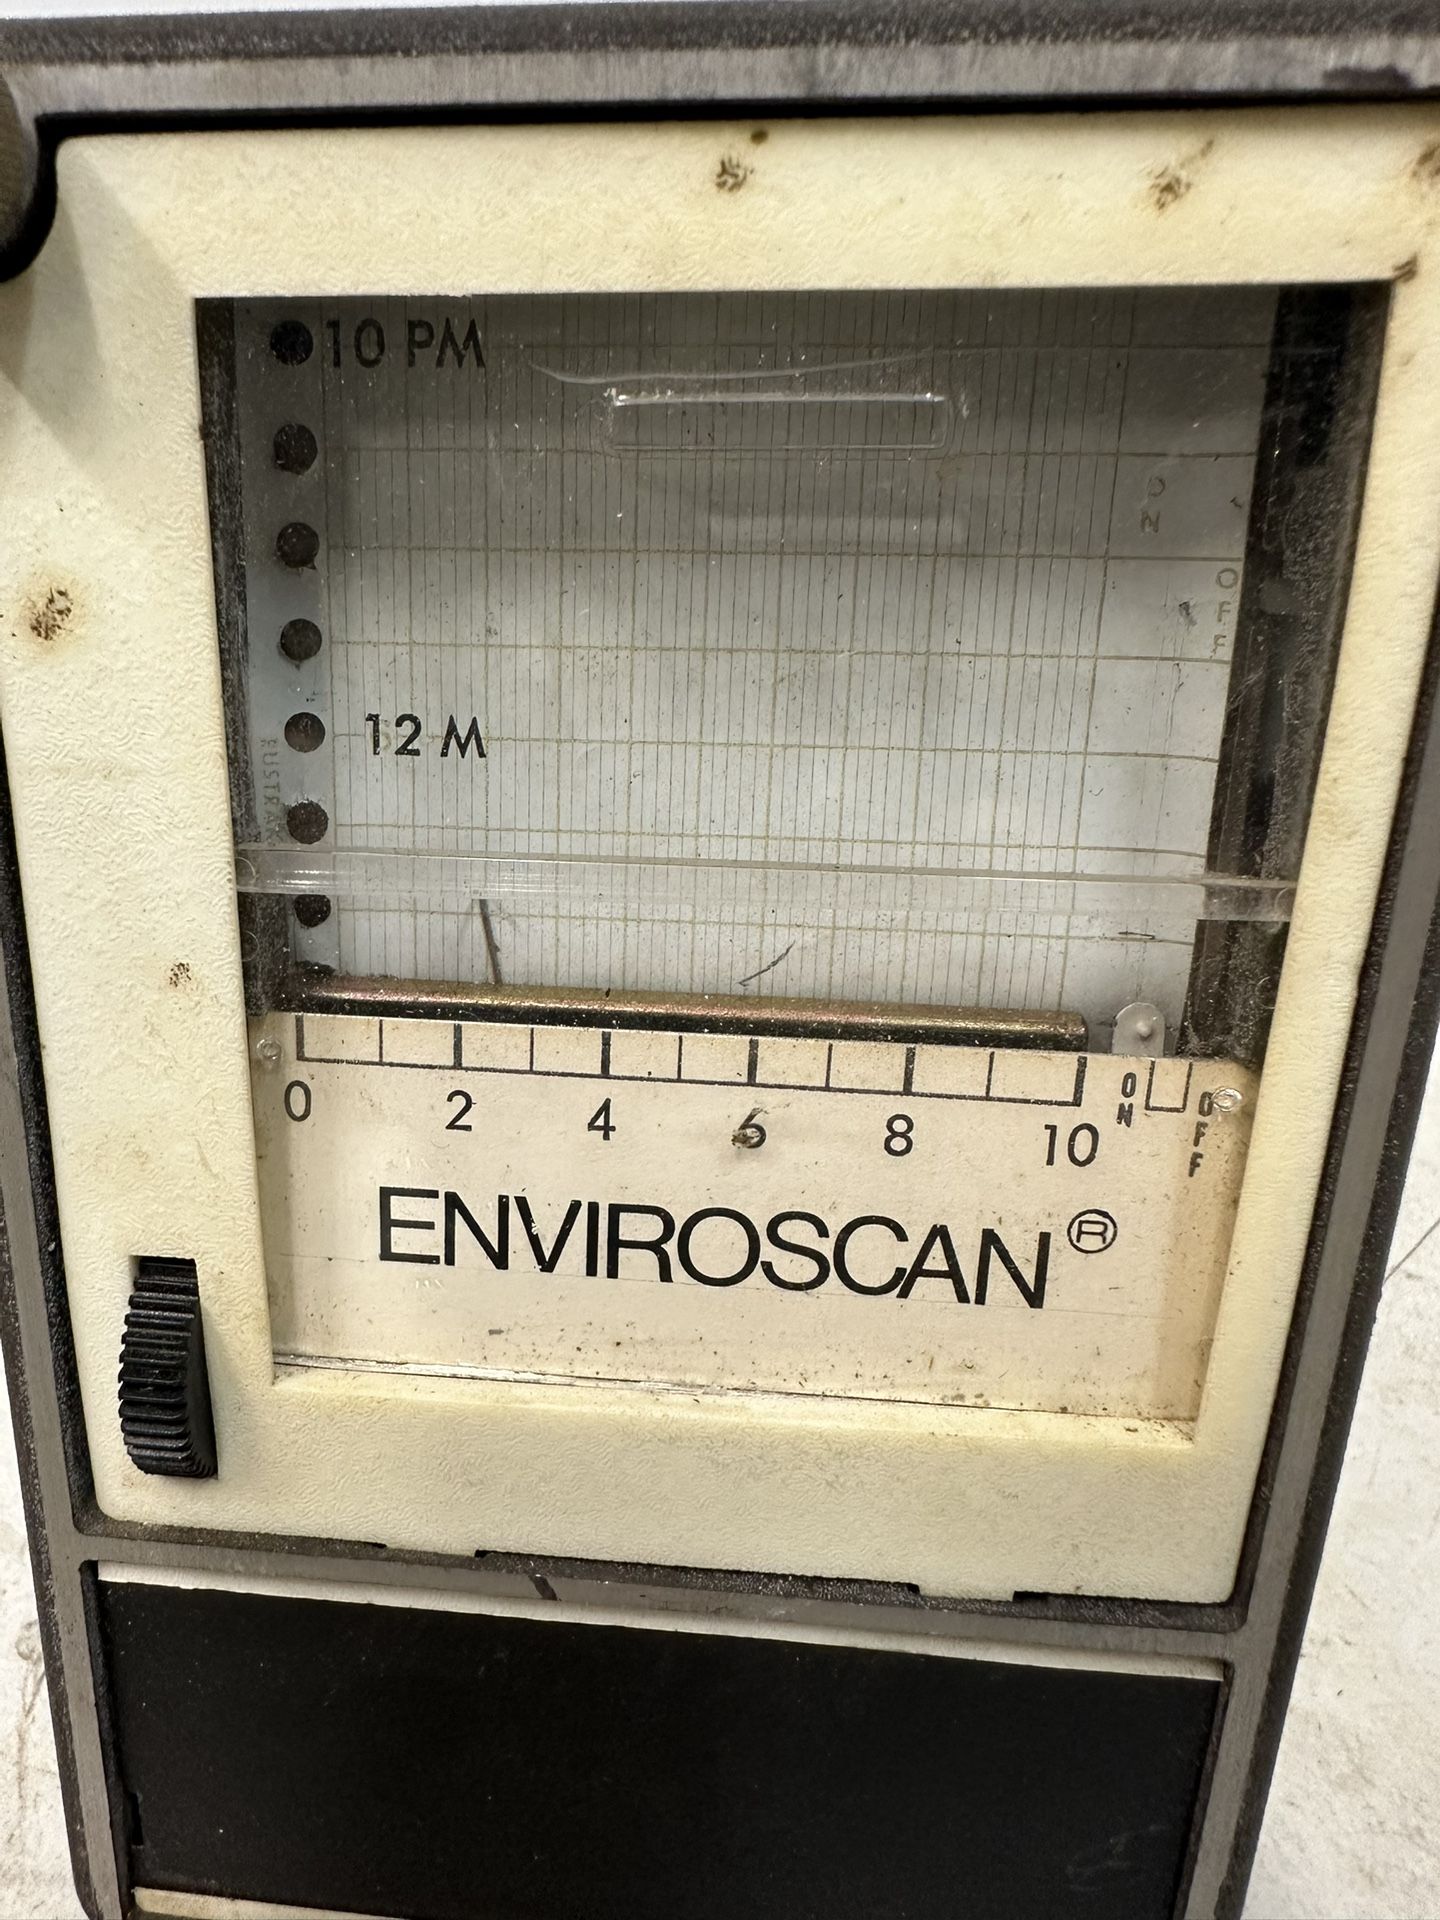 10 PM
ON
OFF
12 M
RUSTRAK
0 2 4 6 8 10 ON OFF
ENVIROSCAN®